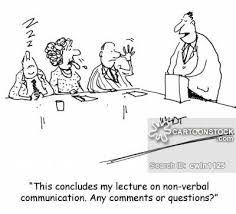 Z
Z
Z
CARTOONSTOCK
.com
Search ID: cwln1125
"This concludes my lecture on non-verbal
communication. Any comments or questions?"